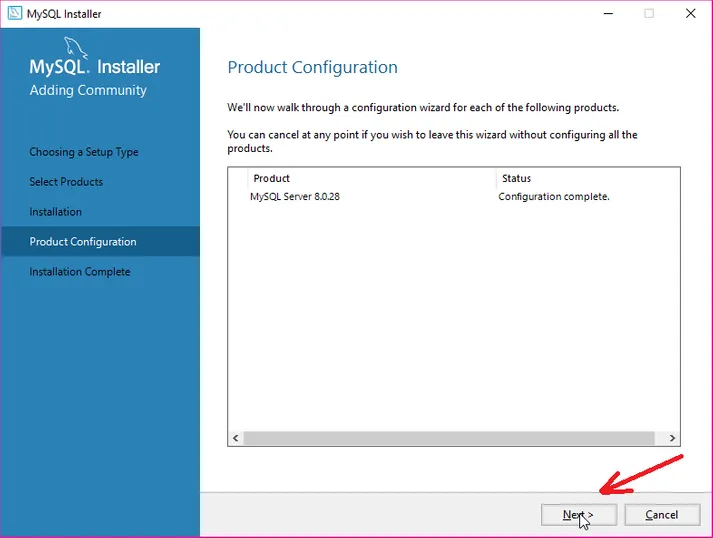 MySQL Installer
MySQL. Installer
Adding Community
Choosing a Setup Type
Select Products
Installation
Product Configuration
Installation Complete
Product Configuration
We'll now walk through a configuration wizard for each of the following products.
You can cancel at any point if you wish to leave this wizard without configuring all the
products.
Product Status
MySQL Server 8.0.28 Configuration complete.
Next > Cancel